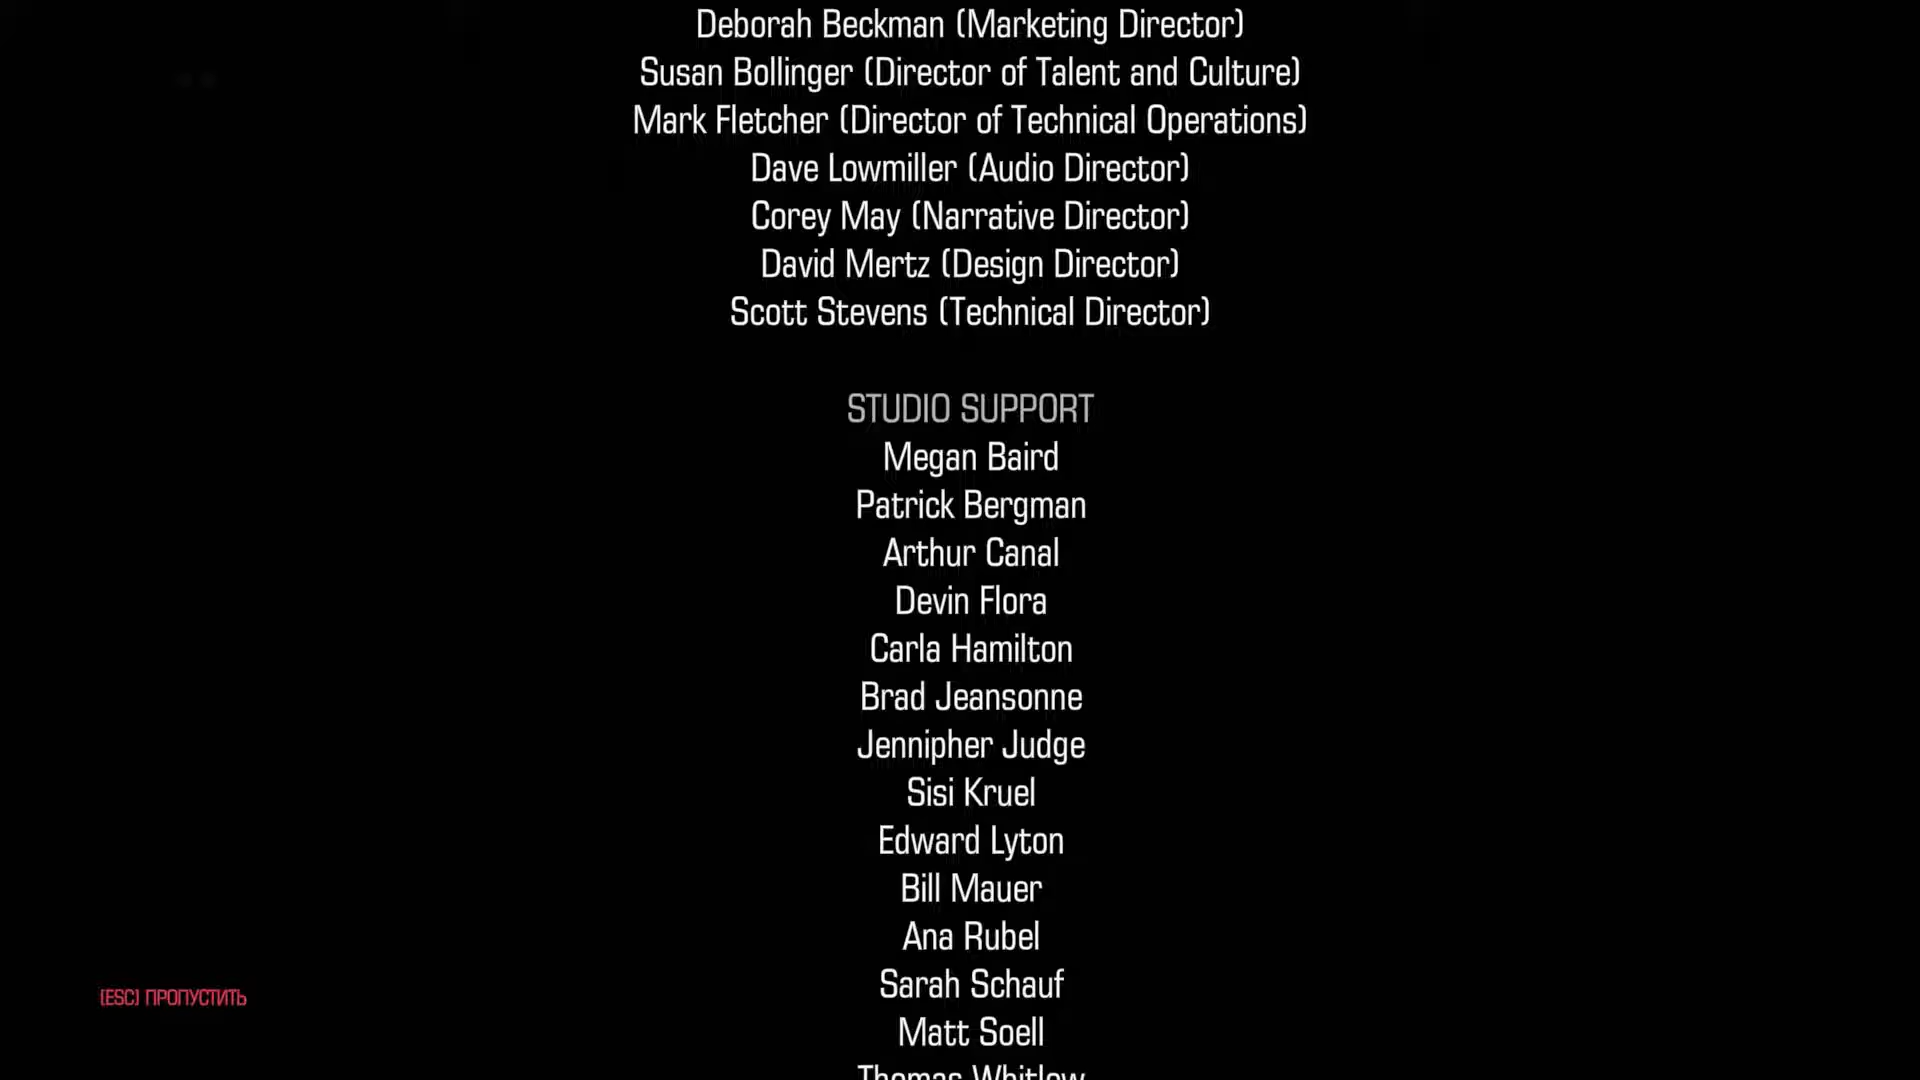 Deborah Beckman (Marketing Director)
Susan Bollinger (Director of Talent and Culture)
Mark Fletcher (Director of Technical Operations)
Dave Lowmiller (Audio Director)
Corey May (Narrative Director)
David Mertz (Design Director)
Scott Stevens (Technical Director)
STUDIO SUPPORT
Megan Baird
Patrick Bergman
Arthur Canal
Devin Flora
Carla Hamilton
Brad Jeansonne
Jennipher Judge
Sisi Kruel
Edward Lyton
Bill Mauer
Ana Rubel
Sarah Schauf
Matt Soell
Thomas Whitlow
[ESC] ПРОПУСТИТЬ